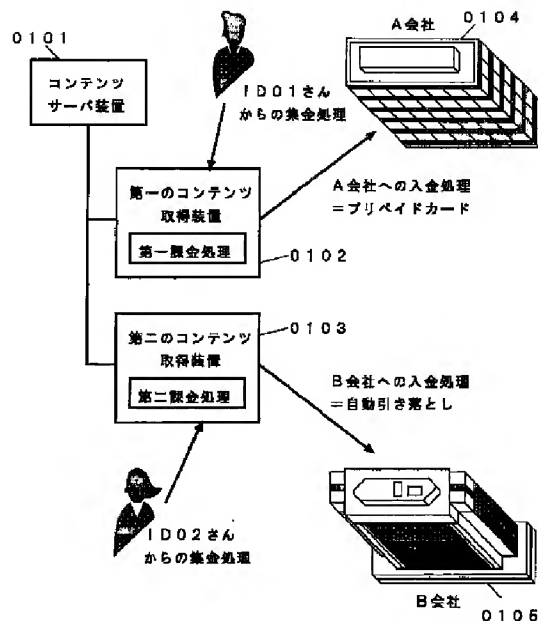 0101
コンテンツ
サーバ装置
ID01さん
からの集金処理
A会社
0104
第一のコンテンツ
取得装置
第一課金処理
0102
A会社への入金処理
=プリペイドカード
第二のコンテンツ
取得装置
第二課金処理
0103
B会社への入金処理
=自動引き落とし
ID02さん
からの集金処理
B会社
0105